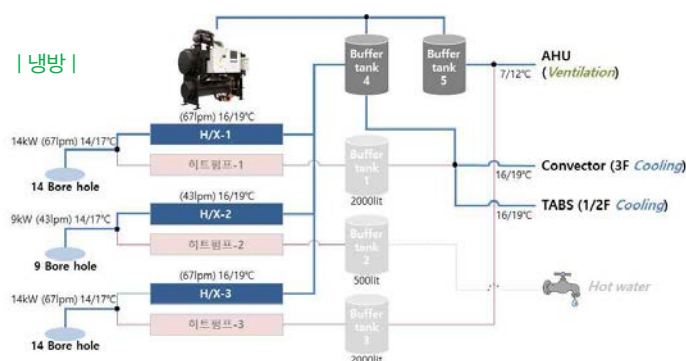 | 냉방 |
Buffer
tank
4
Buffer
tank
5
AHU
(Ventilation)
7/12℃
(67lpm) 16/19℃
14kW (67lpm) 14/17℃
H/X-1
히트펌프-1
14 Bore hole
Buffer
tank
1
2000lit
Convector (3F Cooling)
16/19℃
TABS (1/2F Cooling)
16/19℃
(43lpm) 16/19℃
9kW (43lpm) 14/17℃
H/X-2
히트펌프-2
9 Bore hole
Buffer
tank
2
500lit
Hot water
(67lpm) 16/19℃
14kW (67lpm) 14/17℃
H/X-3
히트펌프-3
14 Bore hole
Buffer
tank
3
2000lit